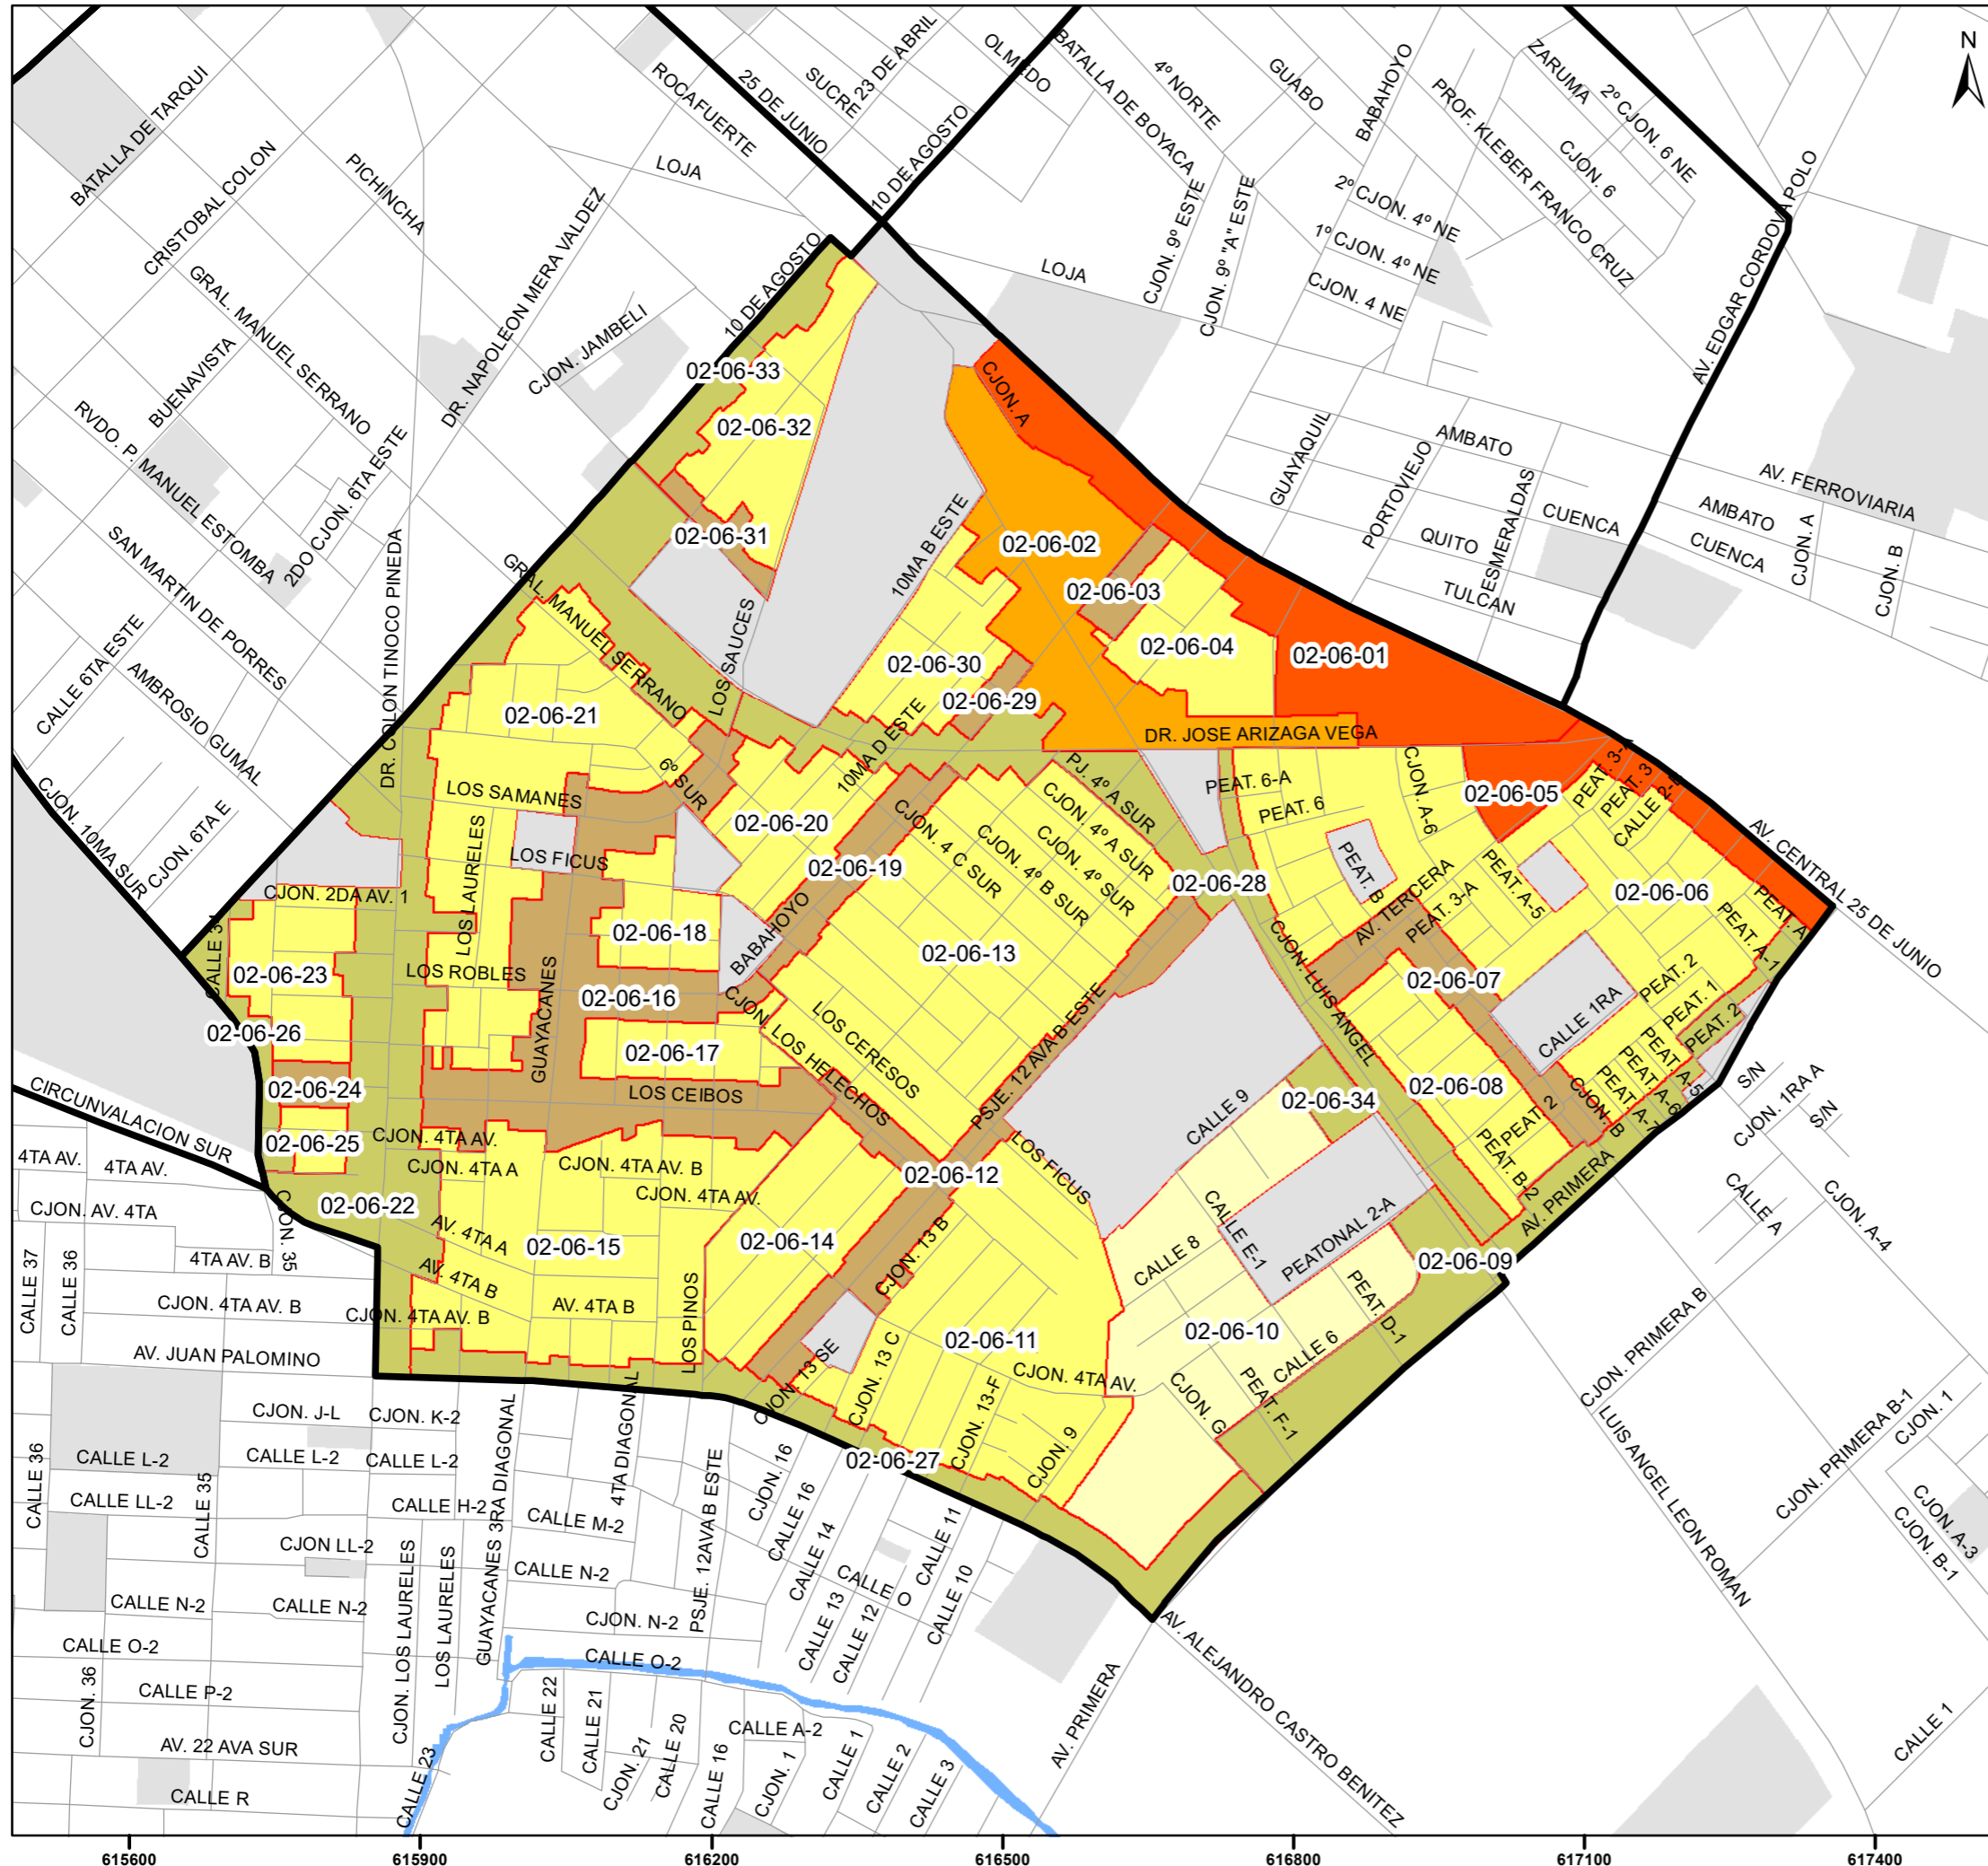 N
BATALLA DE TARQUI
CRISTOBAL COLON
PICHINCHA
ROCAFUERTE
LOJA
25 DE JUNIO
SUCRE
23 DE ABRIL
OLMEDO
10 DE AGOSTO
BATALLA DE BOYACA
4º NORTE
GUABO
BABAHOYO
PROF. KLEBER FRANCO CRUZ
ZARUMA
2º CJON. 6 NE
CJON. 6
2º CJON. 4º NE
1º CJON. 4º NE
CJON. 4 NE
CJON. 9º ESTE
CJON. 9º "A" ESTE
LOJA
AV. EDGAR CORDOVA POLO
GRAL. MANUEL SERRANO
BUENAVISTA
RVDO. P. MANUEL ESTOMBA
2DO CJON. 6TA ESTE
DR. NAPOLEON MERA VALDEZ
CJON. JAMBELI
10 DE AGOSTO
02-06-33
02-06-32
02-06-31
CJON. A
GUAYAQUIL
PORTOVIEJO
ESMERALDAS
AMBATO
QUITO
TULCAN
CUENCA
AV. FERROVIARIA
AMBATO
CUENCA
CJON. A
CJON. B
SAN MARTIN DE PORRES
AMBROSIO GUMAL
CALLE 6TA ESTE
CJON. 6TA E
CJON. 10MA SUR
DR. COLON TINOCO PINEDA
GRAL. MANUEL SERRANO
LOS SAUCES
10MA B ESTE
02-06-02
02-06-03
02-06-04
02-06-01
02-06-30
02-06-29
02-06-21
10MA D ESTE
DR. JOSE ARIZAGA VEGA
6º SUR
LOS SAMANES
LOS LAURELES
LOS FICUS
02-06-20
02-06-19
CJON. 4 C SUR
CJON. 4º B SUR
CJON. 4º SUR
CJON. 4º A SUR
PJ. 4º A SUR
PEAT. 6-A
PEAT. 6
CJON. A-6
02-06-05
PEAT. 3-A
PEAT. 3
AV. CENTRAL 25 DE JUNIO
02-06-28
PEAT. B
AV. TERCERA
PEAT. 3-A
PEAT. A-5
02-06-06
PEAT. A
PEAT. A-1
CJON. 2DA AV. 1
02-06-18
BABAHOYO
02-06-13
02-06-23
LOS ROBLES
02-06-16
GUAYACANES
02-06-26
02-06-17
CJON. LOS HELECHOS
LOS CERESOS
PSJE. 12 AVA B ESTE
CJON. LUIS ANGEL
02-06-07
CALLE 1RA
PEAT. 2
PEAT. 1
PEAT. 2
CIRCUNVALACION SUR
02-06-24
LOS CEIBOS
CALLE 9
02-06-34
02-06-08
PEAT. 2
PEAT. B-2
CJON. B
PEAT. A-5
PEAT. A-6
PEAT. A-7
S/N
CJON. 1RA A
S/N
02-06-25
CJON. 4TA AV.
CJON. 4TA A
CJON. 4TA AV. B
CJON. 4TA AV.
02-06-12
LOS FICUS
4TA AV.
4TA AV.
CJON. AV. 4TA
02-06-22
CJON. 35
AV. 4TA A
02-06-15
02-06-14
CJON. 13 B
CALLE 8
CALLE E-1
PEATONAL 2-A
AV. PRIMERA
CALLE A
CJON. A-4
CALLE 37
CALLE 36
4TA AV. B
CJON. 4TA AV. B
AV. 4TA B
CJON. 4TA AV. B
AV. 4TA B
LOS PINOS
02-06-09
PEAT. D-1
02-06-10
CALLE 6
02-06-11
CJON. PRIMERA B
AV. JUAN PALOMINO
CJON. 13 SE
CJON. 13 C
CJON. 13-F
CJON. 4TA AV.
CJON. G
PEAT. F-1
CJON. 9
02-06-27
LUIS ANGEL LEON ROMAN
CJON. PRIMERA B-1
CJON. 1
CJON. A-3
CJON. B-1
CJON. J-L
CJON. K-2
CALLE L-2
CALLE L-2
CALLE L-2
CALLE LL-2
CALLE 36
CALLE 35
CALLE H-2
CJON LL-2
CALLE N-2
CALLE N-2
GUAYACANES 3RA DIAGONAL
4TA DIAGONAL
CALLE M-2
CALLE N-2
PSJE. 12AVAB ESTE
CJON. 16
CALLE 16
CALLE 14
CALLE 13
CALLE 12
CALLE O
CALLE 11
CALLE 10
CJON. N-2
CALLE O-2
CALLE O-2
CALLE P-2
CJON. 36
CJON. LOS LAURELES
LOS LAURELES
AV. 22 AVA SUR
CALLE R
CALLE 23
CALLE 22
CALLE 21
CJON. 21
CALLE 20
CALLE 16
CALLE A-2
CJON. 1
CALLE 1
CALLE 2
CALLE 3
AV. PRIMERA
AV. ALEJANDRO CASTRO BENITEZ
CALLE 1
615600
615900
616200
616500
616800
617100
617400